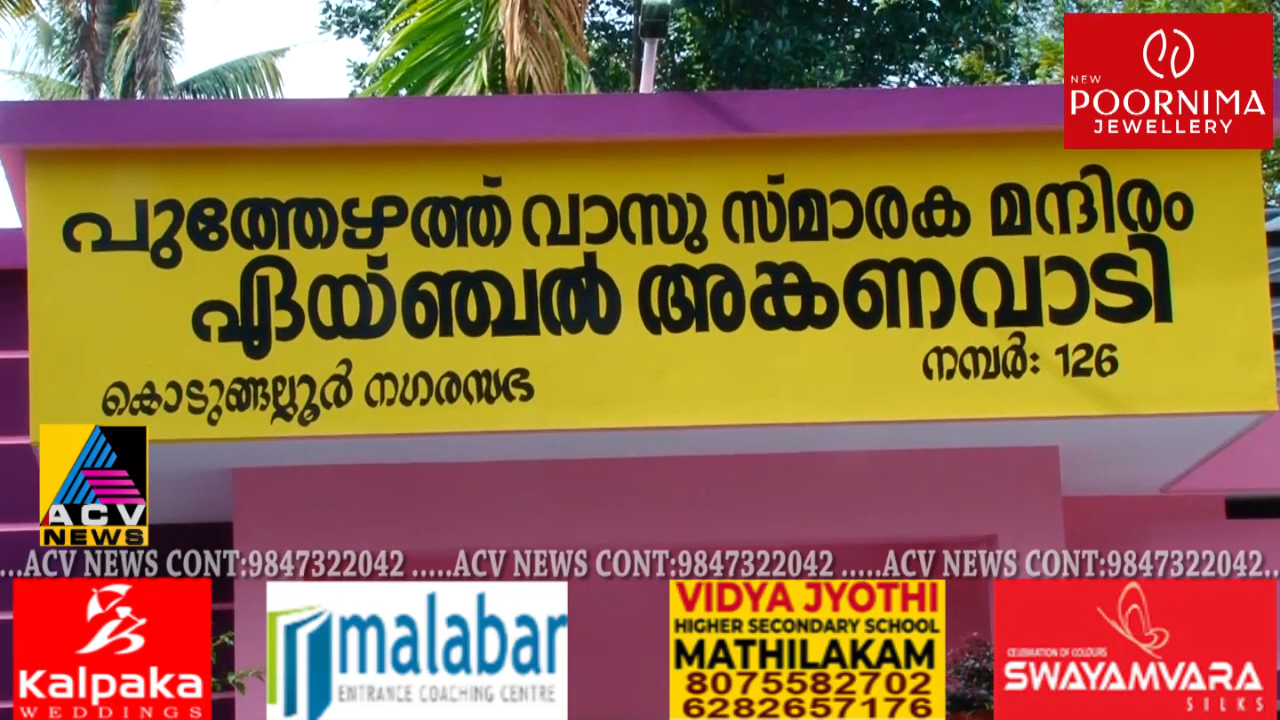 NEW
POORNIMA
JEWELLERY
പുത്തേഴത്ത് വാസു സ്മാരക മന്ദിരം
ഏയ്ഞ്ചൽ അങ്കണവാടി
കൊടുങ്ങല്ലൂർ നഗരസഭ
നമ്പർ: 126
ACV
NEWS
...ACV NEWS CONT:9847322042 .....ACV NEWS CONT:9847322042 .....ACV NEWS CONT:9847322042..
Kalpaka
WEDDINGS
malabar
ENTRANCE COACHING CENTRE
VIDYA JYOTHI
HIGHER SECONDARY SCHOOL
MATHILAKAM
8075582702
6282657176
CELEBRATION OF COLOURS
SWAYAMVARA
SILKS